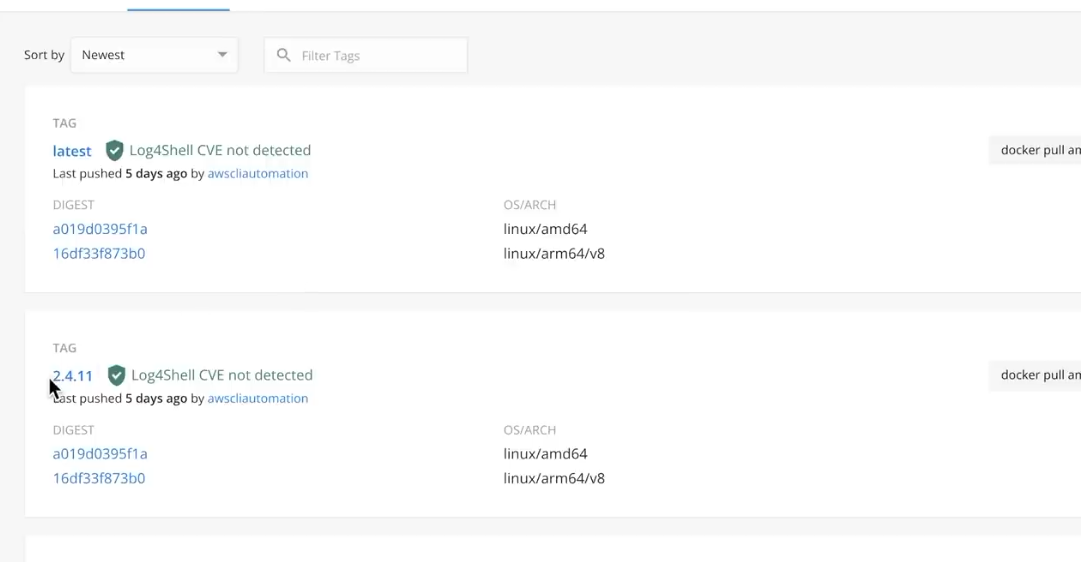 Sort by Newest Filter Tags
TAG
latest Log4Shell CVE not detected docker pull am
Last pushed 5 days ago by awscliautomation
DIGEST OS/ARCH
a019d0395f1a linux/amd64
16df33f873b0 linux/arm64/v8
TAG
2.4.11 Log4Shell CVE not detected docker pull am
Last pushed 5 days ago by awscliautomation
DIGEST OS/ARCH
a019d0395f1a linux/amd64
16df33f873b0 linux/arm64/v8